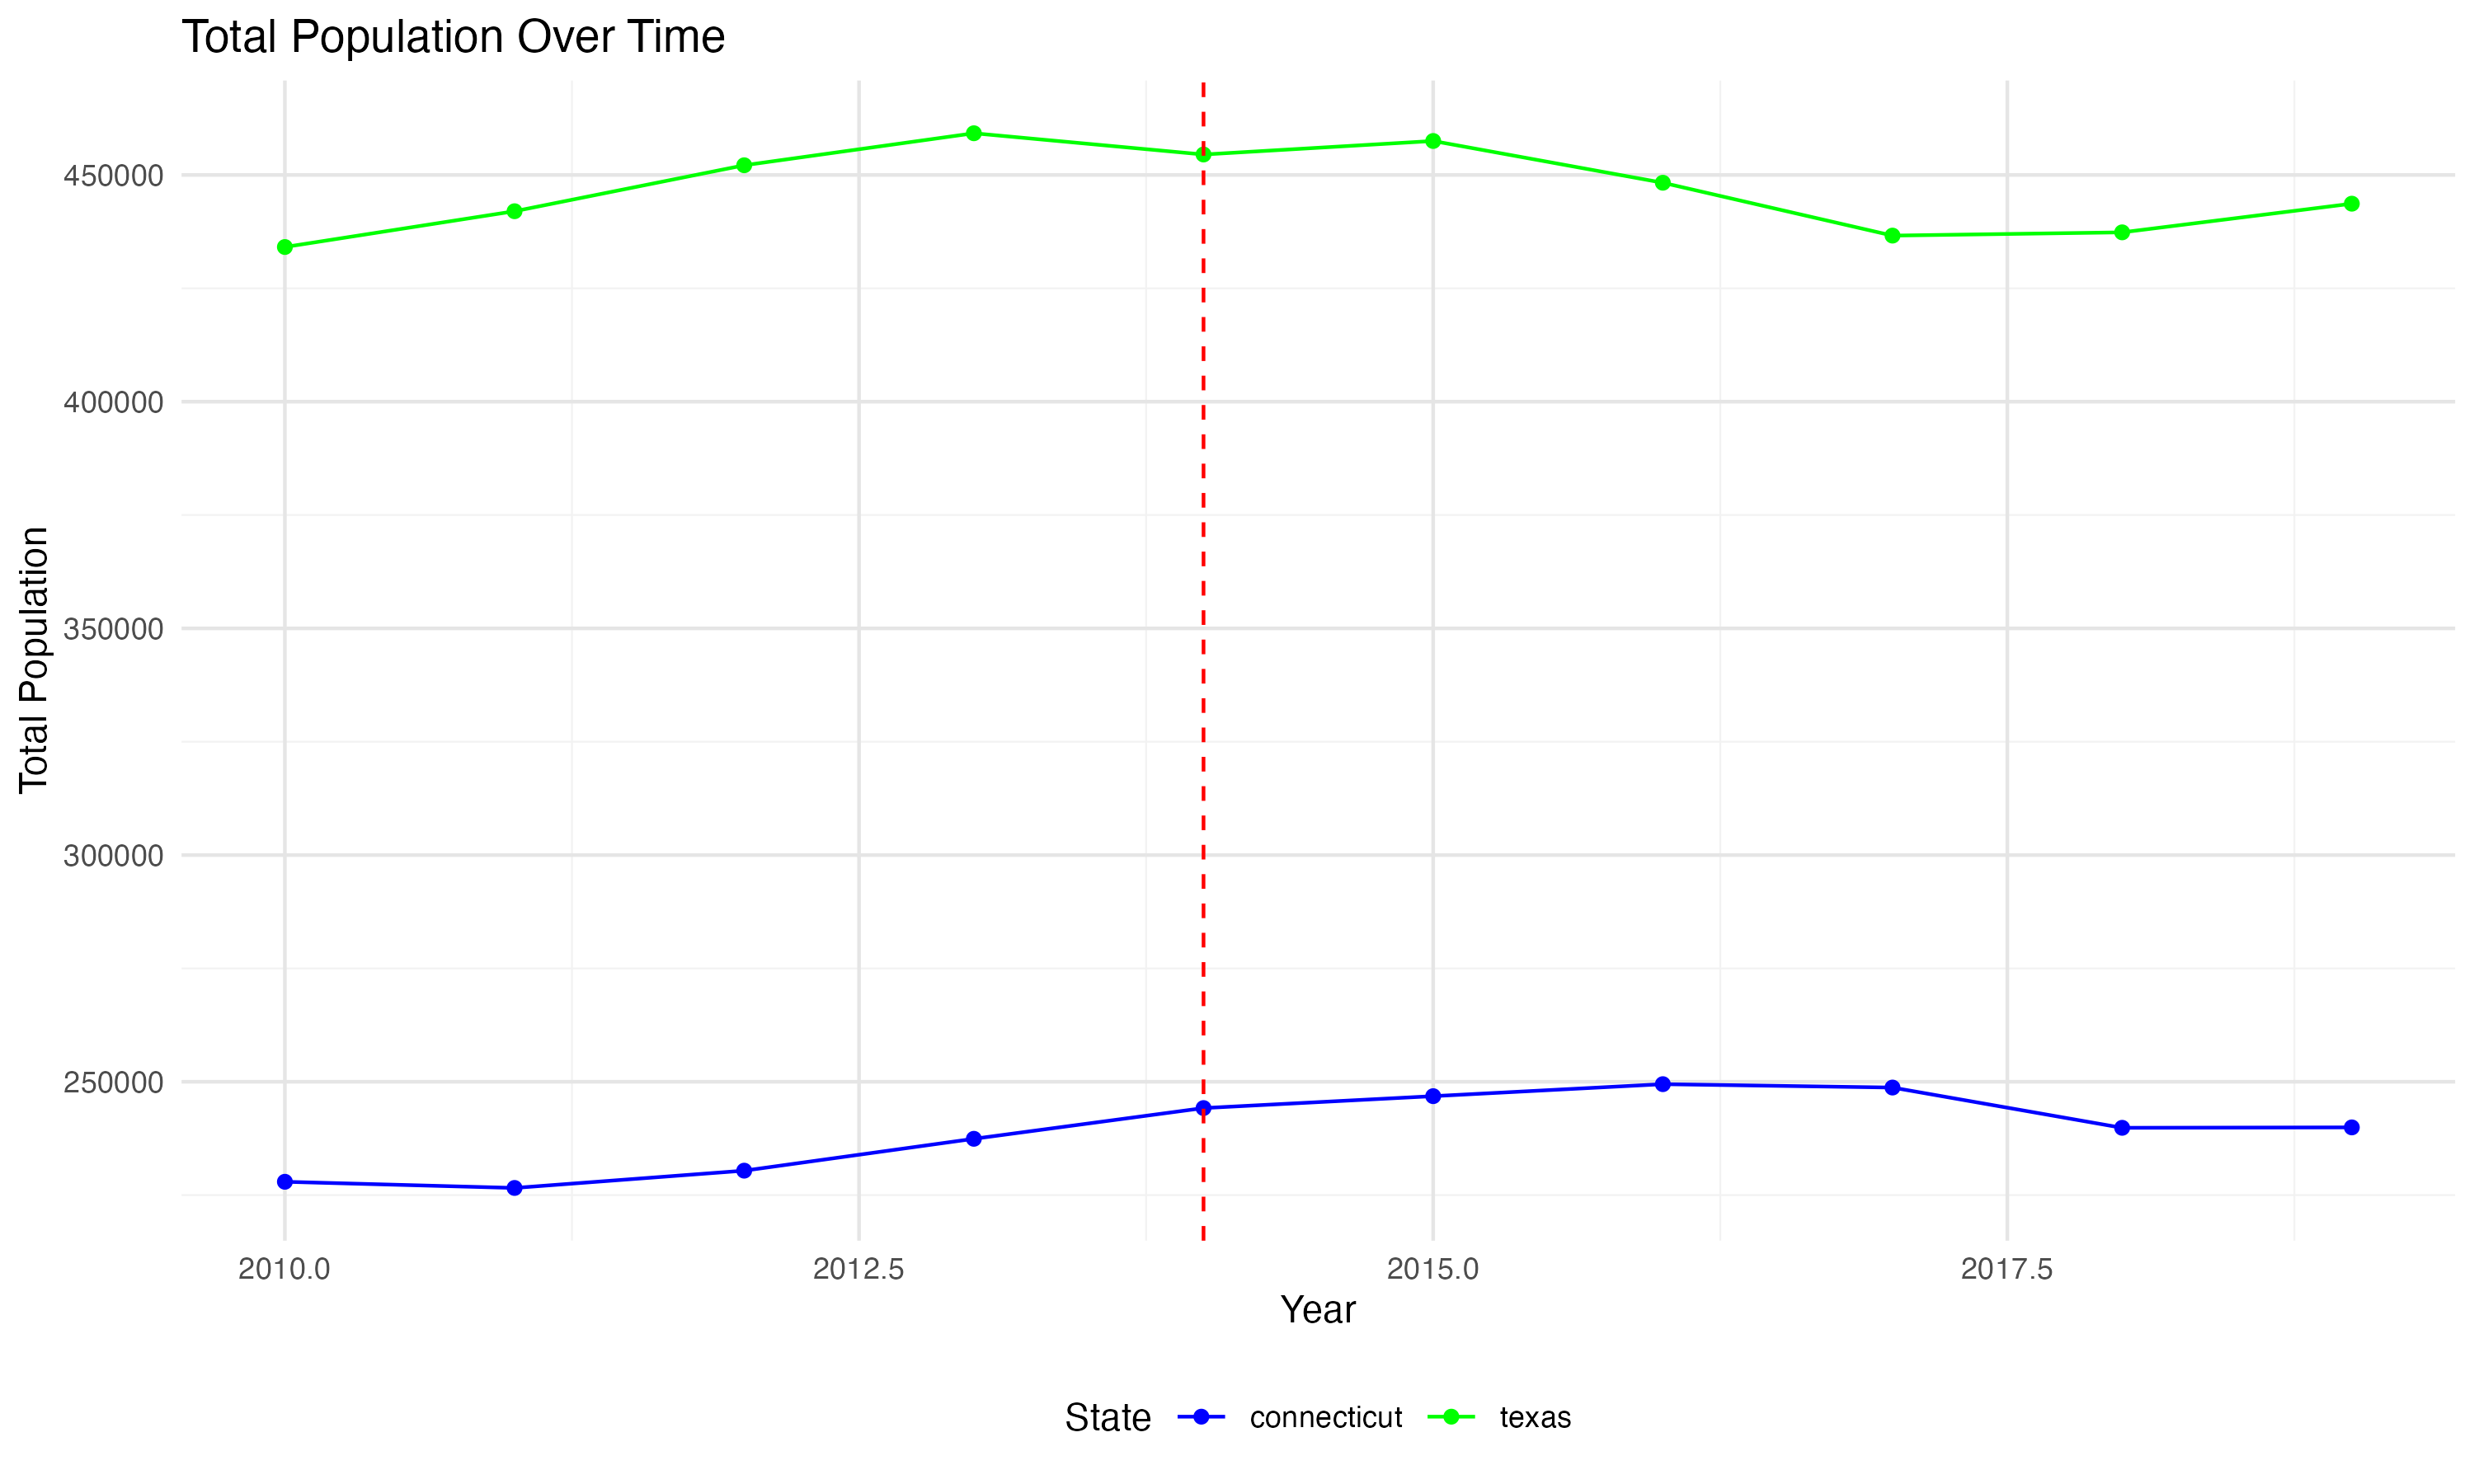 Total Population Over Time
Total Population
450000
400000
350000
300000
250000
2010.0 2012.5 2015.0 2017.5
Year
State connecticut texas